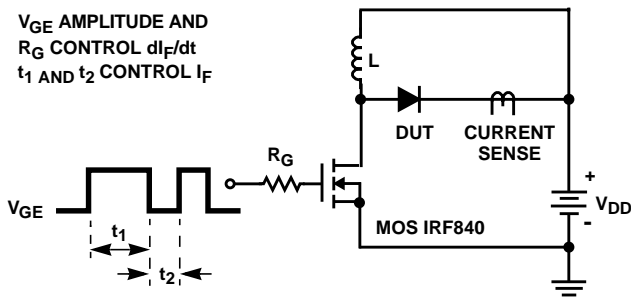 VGE AMPLITUDE AND
RG CONTROL dIF/dt
t1 AND t2 CONTROL IF
L
DUT
CURRENT
SENSE
RG
VGE
t1
t2
MOS IRF840
+
VDD
-